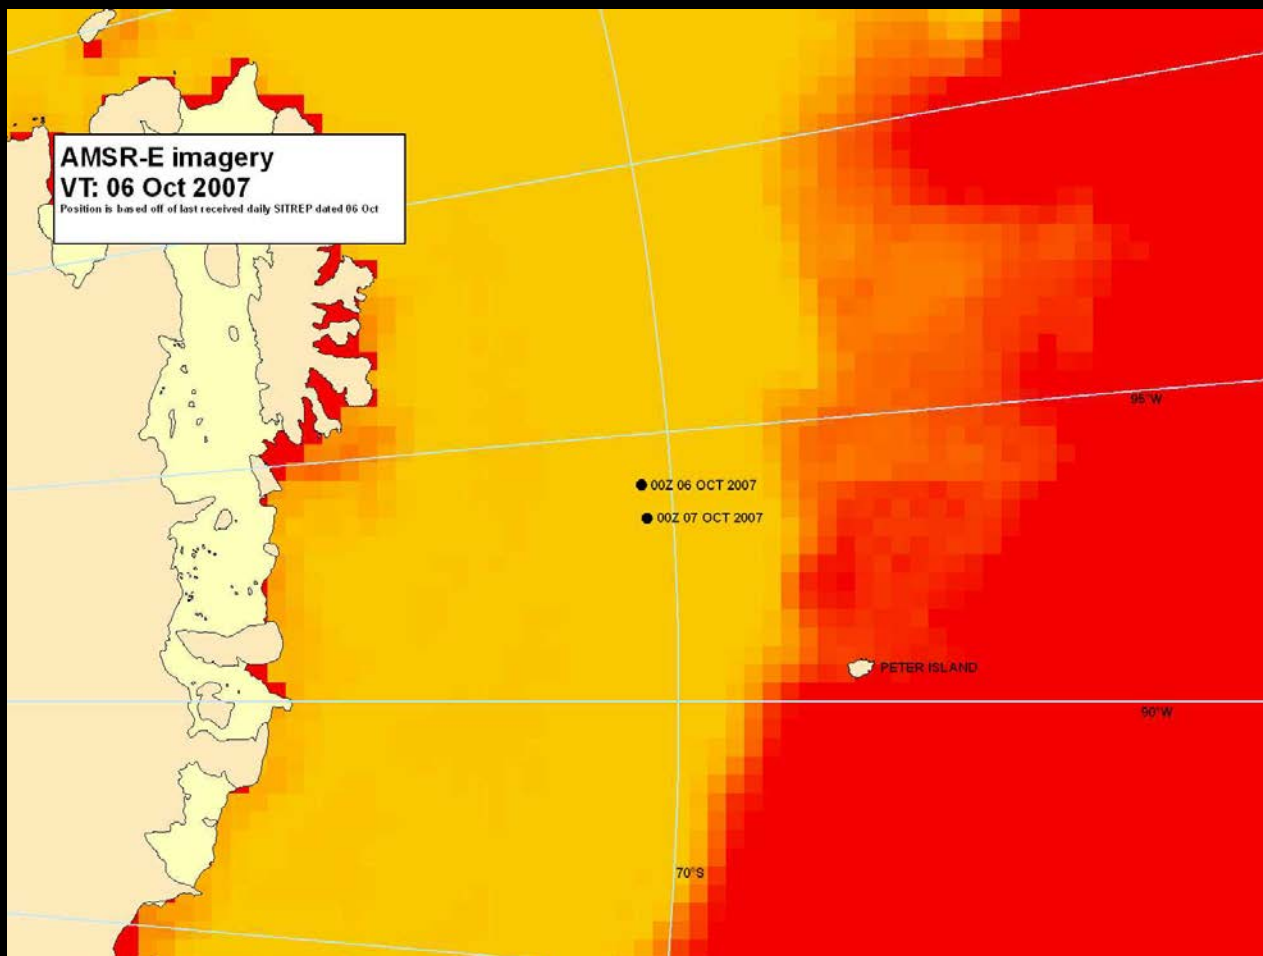 AMSR-E imagery
VT: 06 Oct 2007
Position is based off of last received daily SITREP dated 06 Oct
95°W
00Z 06 OCT 2007
00Z 07 OCT 2007
PETER ISLAND
90°W
70°S